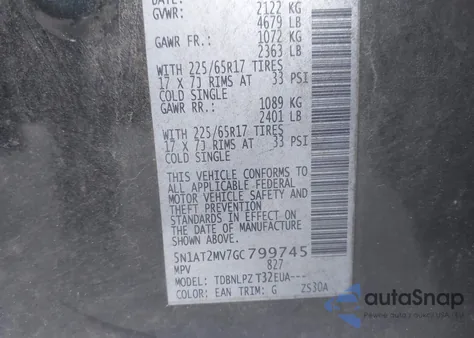 DATE:
GVWR: 2122 KG
4679 LB
GAWR FR.: 1072 KG
2363 LB
WITH 225/65R17 TIRES
17 X 7J RIMS AT 33 PSI
COLD SINGLE
GAWR RR.: 1089 KG
2401 LB
WITH 225/65R17 TIRES
17 X 7J RIMS AT 33 PSI
COLD SINGLE
THIS VEHICLE CONFORMS TO
ALL APPLICABLE FEDERAL
MOTOR VEHICLE SAFETY AND
THEFT PREVENTION
STANDARDS IN EFFECT ON
DATE OF MFR. SHOWN ABOVE.
5N1AT2MV7GC799745
MPV 827
MODEL: TDBNLPZ T32EUA---
COLOR: EAN TRIM: G ZS30A
autoSnap